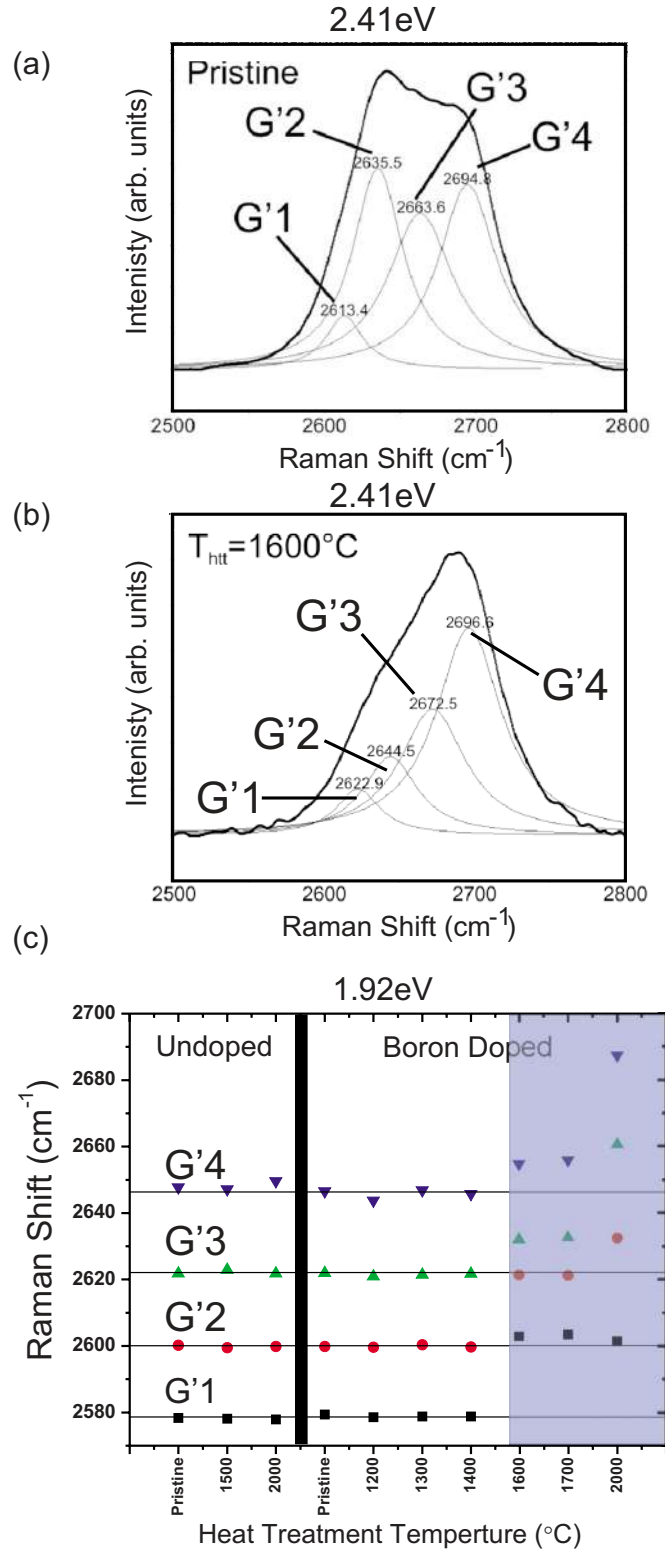 2.41eV
(a)
Pristine
G'3
G'2
G'4
2635.5
2694.8
2663.6
G'1
2613.4
Intenisty (arb. units)
2500 2600 2700 2800
Raman Shift (cm-1)
2.41eV
(b)
Thtt=1600°C
G'3
2696.6
G'4
2672.5
G'2
2644.5
G'1
2622.9
Intenisty (arb. units)
2500 2600 2700 2800
Raman Shift (cm-1)
(c)
1.92eV
2700
Undoped Boron Doped
2680
2660
G'4
2640
G'3
2620
G'2
2600
G'1
2580
Raman Shift (cm-1)
Pristine 1500 2000 Pristine 1200 1300 1400 1600 1700 2000
Heat Treatment Temperture (°C)